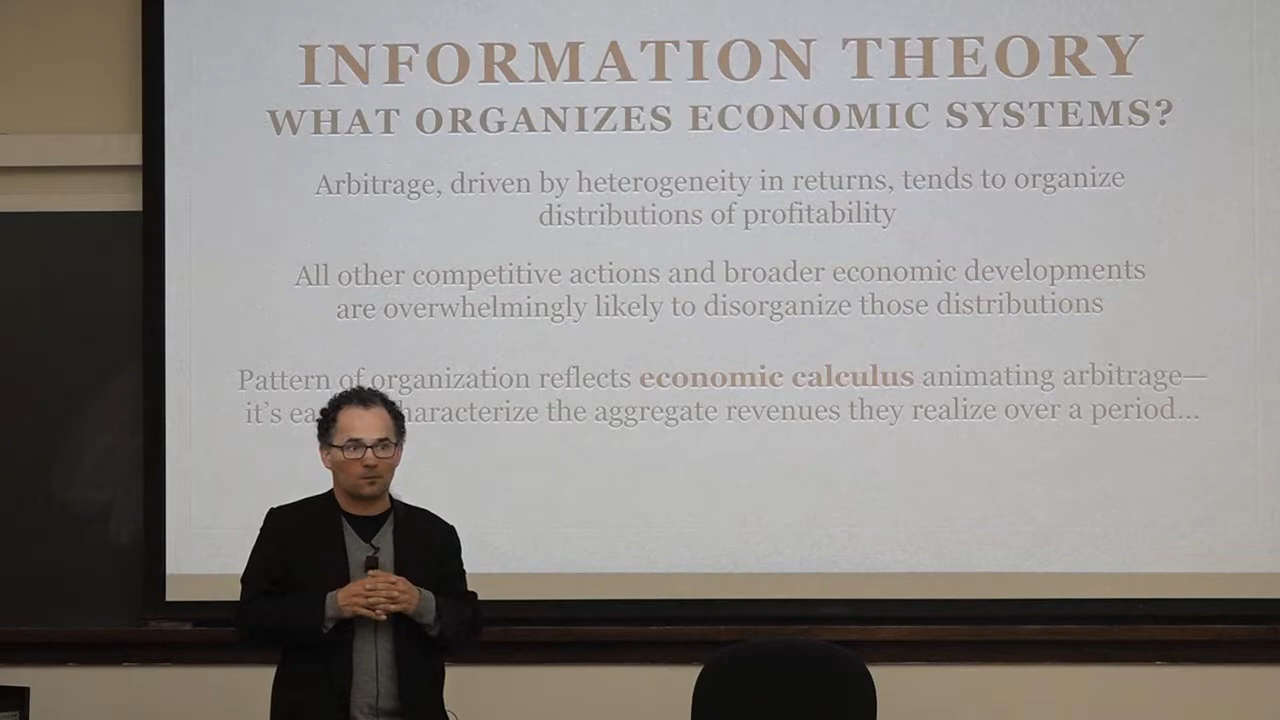 INFORMATION THEORY
WHAT ORGANIZES ECONOMIC SYSTEMS?
Arbitrage, driven by heterogeneity in returns, tends to organize
distributions of profitability
All other competitive actions and broader economic developments
are overwhelmingly likely to disorganize those distributions
Pattern of organization reflects economic calculus animating arbitrage—
it's characterize the aggregate revenues they realize over a period...